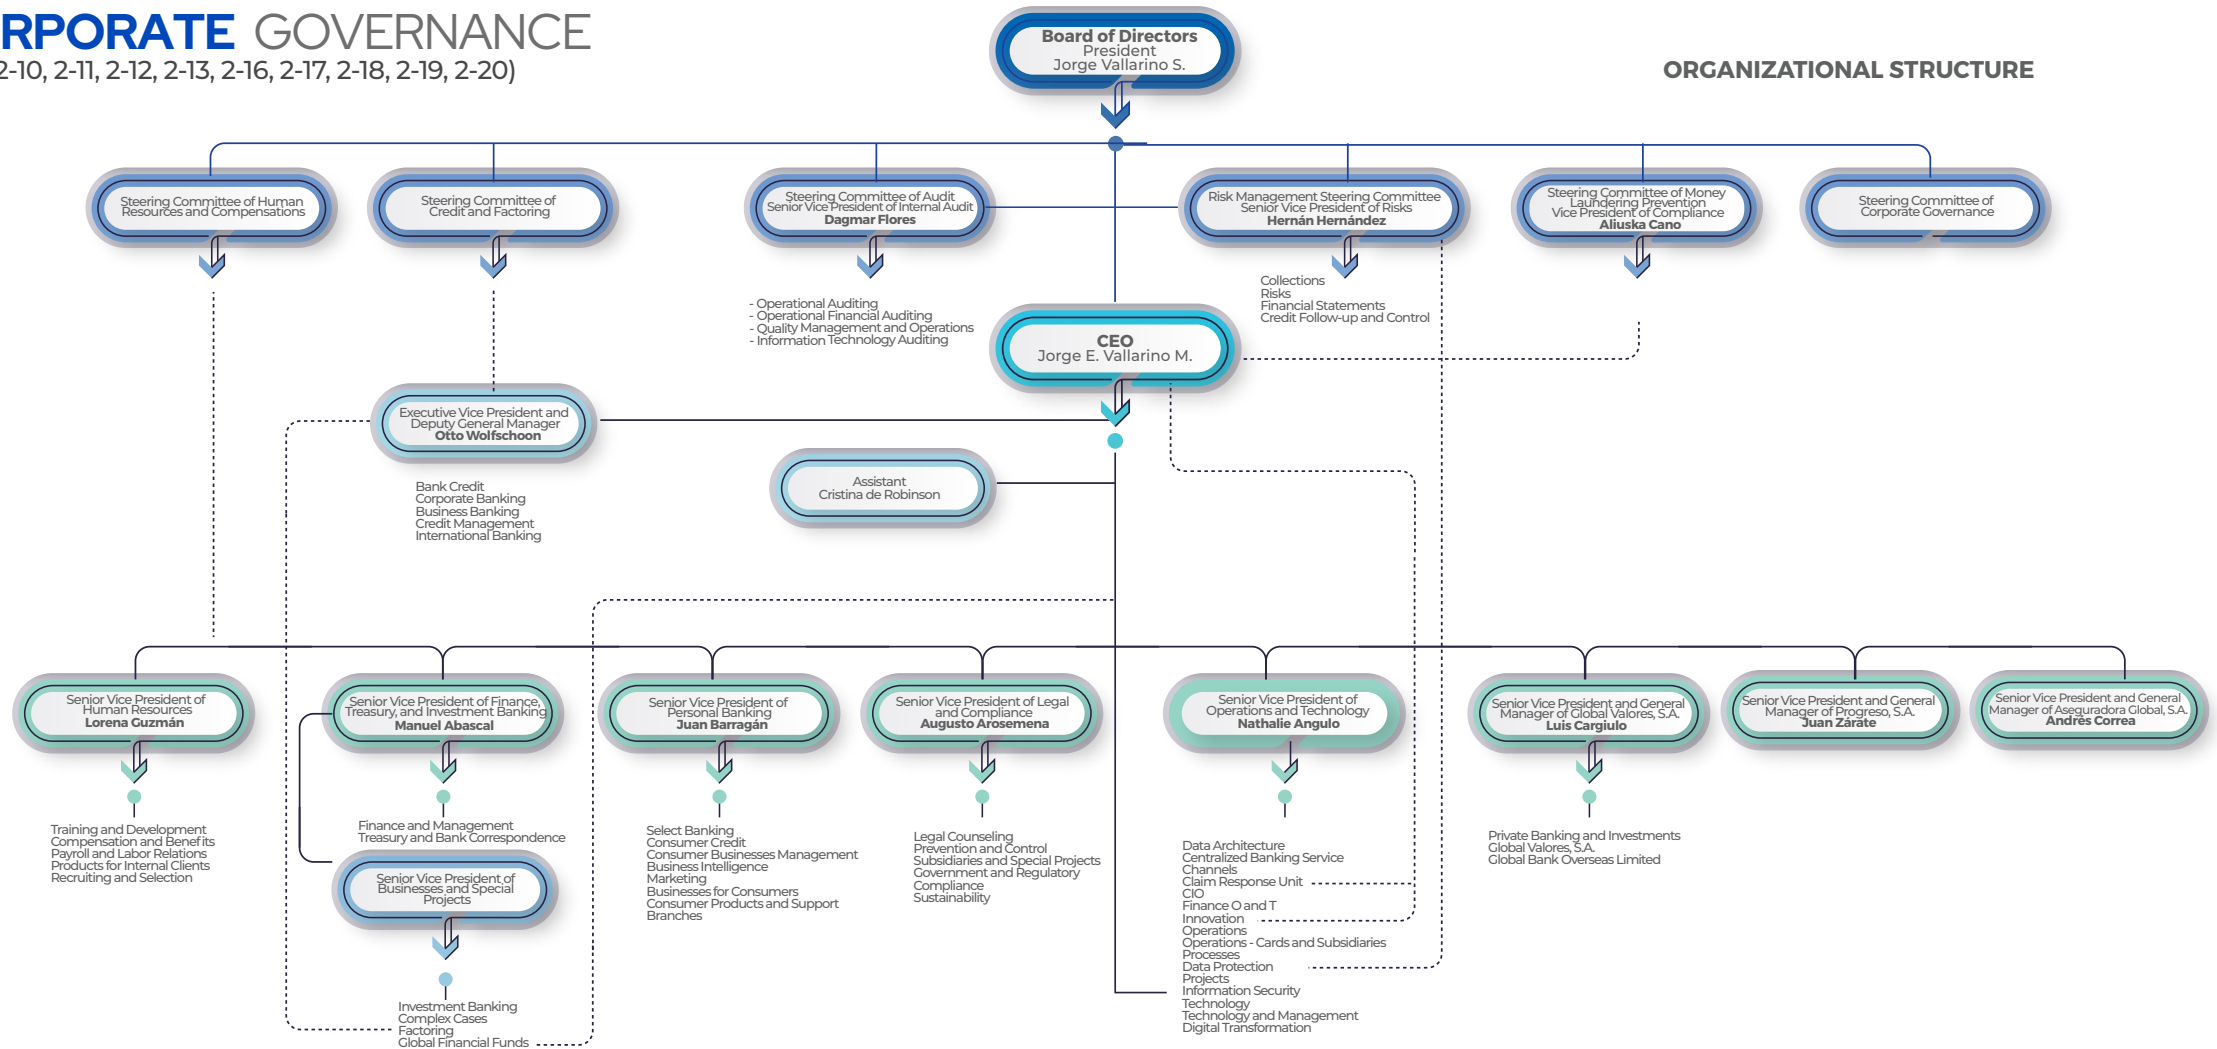 RPORATE GOVERNANCE
2-10, 2-11, 2-12, 2-13, 2-16, 2-17, 2-18, 2-19, 2-20)
ORGANIZATIONAL STRUCTURE
Board of Directors
President
Jorge Vallarino S.
Steering Committee of Human
Resources and Compensations
Steering Committee of
Credit and Factoring
Steering Committee of Audit
Senior Vice President of Internal Audit
Dagmar Flores
Risk Management Steering Committee
Senior Vice President of Risks
Hernán Hernández
Steering Committee of Money
Laundering Prevention
Vice President of Compliance
Aliuska Cano
Steering Committee of
Corporate Governance
- Operational Auditing
- Operational Financial Auditing
- Quality Management and Operations
- Information Technology Auditing
Collections
Risks
Financial Statements
Credit Follow-up and Control
CEO
Jorge E. Vallarino M.
Executive Vice President and
Deputy General Manager
Otto Wolfschoon
Bank Credit
Corporate Banking
Business Banking
Credit Management
International Banking
Assistant
Cristina de Robinson
Senior Vice President of
Human Resources
Lorena Guzmán
Senior Vice President of Finance,
Treasury, and Investment Banking
Manuel Abascal
Senior Vice President of
Personal Banking
Juan Barragán
Senior Vice President of Legal
and Compliance
Augusto Arosemena
Senior Vice President of
Operations and Technology
Nathalie Angulo
Senior Vice President and General
Manager of Global Valores, S.A.
Luis Cargiulo
Senior Vice President and General
Manager of Progreso, S.A.
Juan Zárate
Senior Vice President and General
Manager of Aseguradora Global, S.A.
Andrés Correa
Training and Development
Compensation and Benefits
Payroll and Labor Relations
Products for Internal Clients
Recruiting and Selection
Finance and Management
Treasury and Bank Correspondence
Senior Vice President of
Businesses and Special
Projects
Investment Banking
Complex Cases
Factoring
Global Financial Funds
Select Banking
Consumer Credit
Consumer Businesses Management
Business Intelligence
Marketing
Businesses for Consumers
Consumer Products and Support
Branches
Legal Counseling
Prevention and Control
Subsidiaries and Special Projects
Government and Regulatory
Compliance
Sustainability
Data Architecture
Centralized Banking Service
Channels
Claim Response Unit
CIO
Finance O and T
Innovation
Operations
Operations - Cards and Subsidiaries
Processes
Data Protection
Projects
Information Security
Technology
Technology and Management
Digital Transformation
Private Banking and Investments
Global Valores, S.A.
Global Bank Overseas Limited